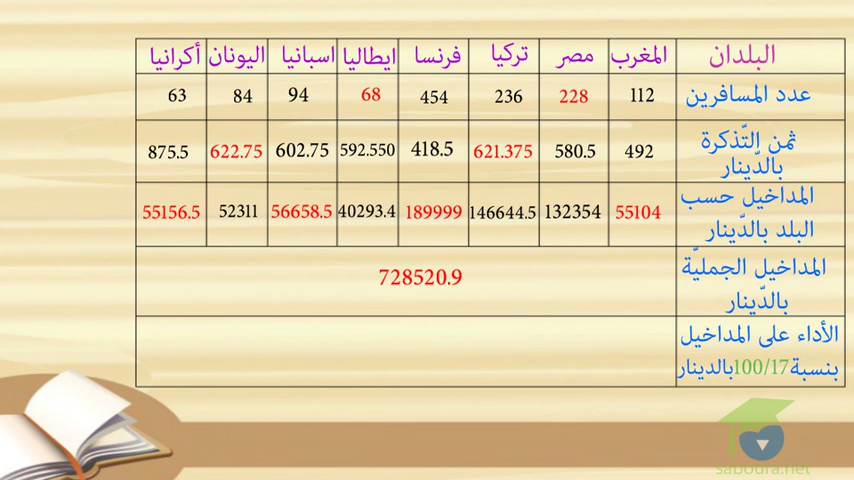 البلدان المغرب مصر تركيا فرنسا ايطاليا اسبانيا اليونان أكرانيا
عدد المسافرين 112 228 236 454 68 94 84 63
ثمن التّذكرة بالدّينار 492 580.5 621.375 418.5 592.550 602.75 622.75 875.5
المداخيل حسب البلد بالدّينار 55104 132354 146644.5 189999 40293.4 56658.5 52311 55156.5
المداخيل الجمليّة بالدّينار 728520.9
الأداء على المداخيل
بنسبة 100/17 بالدينار
saboura.net